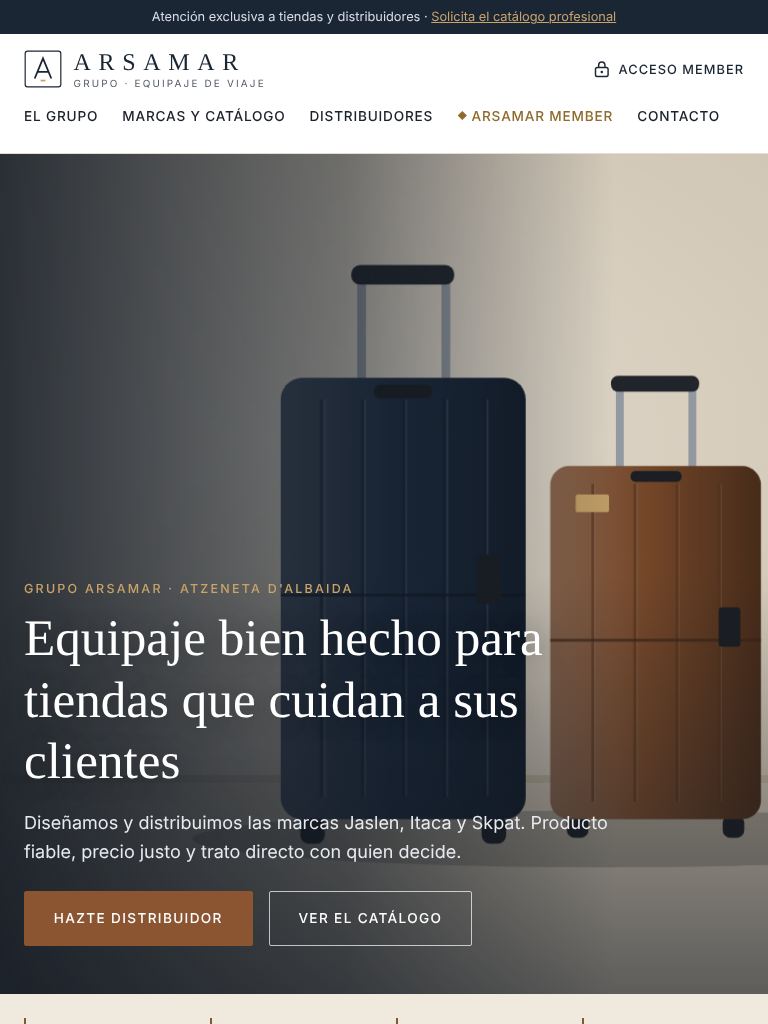 Atención exclusiva a tiendas y distribuidores · Solicita el catálogo profesional
ARSAMAR
GRUPO · EQUIPAJE DE VIAJE
ACCESO MEMBER
EL GRUPO MARCAS Y CATÁLOGO DISTRIBUIDORES ◆ ARSAMAR MEMBER CONTACTO
GRUPO ARSAMAR · ATZENETA D'ALBAIDA
Equipaje bien hecho para
tiendas que cuidan a sus
clientes
Diseñamos y distribuimos las marcas Jaslen, Itaca y Skpat. Producto
fiable, precio justo y trato directo con quien decide.
HAZTE DISTRIBUIDOR VER EL CATÁLOGO